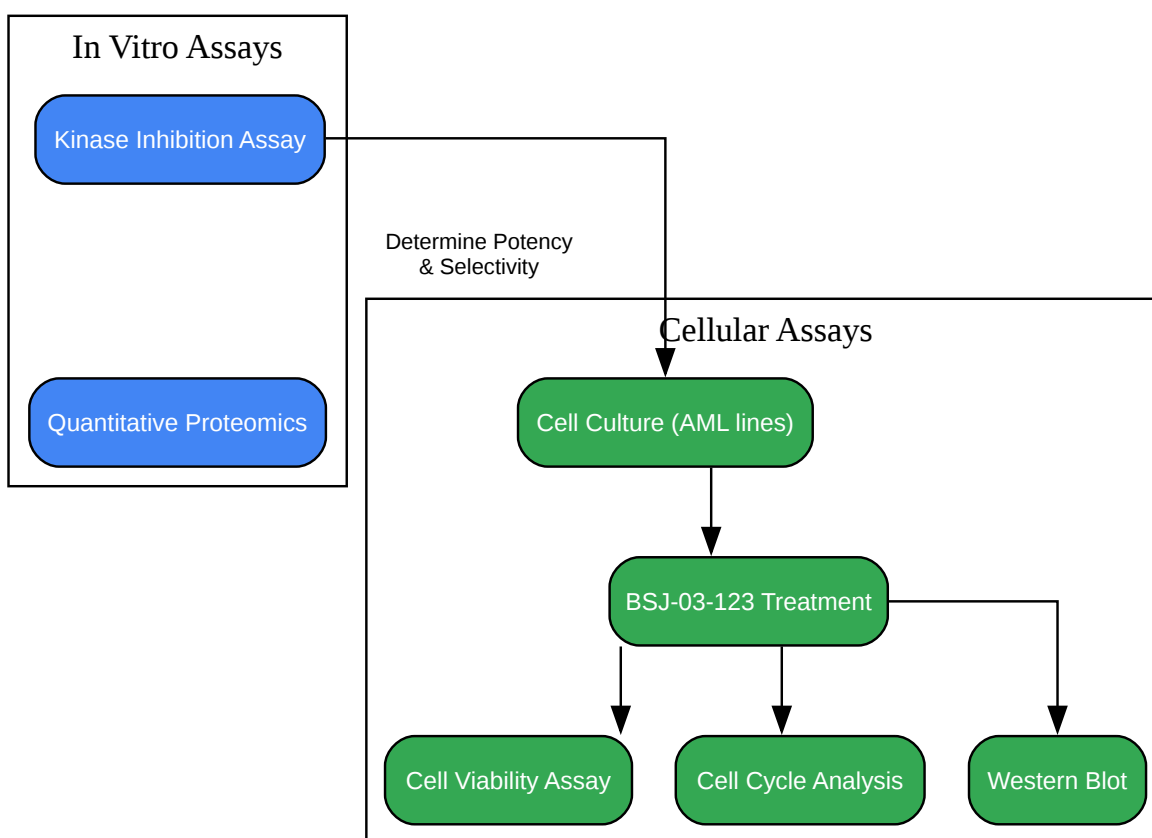 In Vitro Assays
Kinase Inhibition Assay
Determine Potency
& Selectivity
Cellular Assays
Quantitative Proteomics
Cell Culture (AML lines)
BSJ-03-123 Treatment
Cell Viability Assay
Cell Cycle Analysis
Western Blot